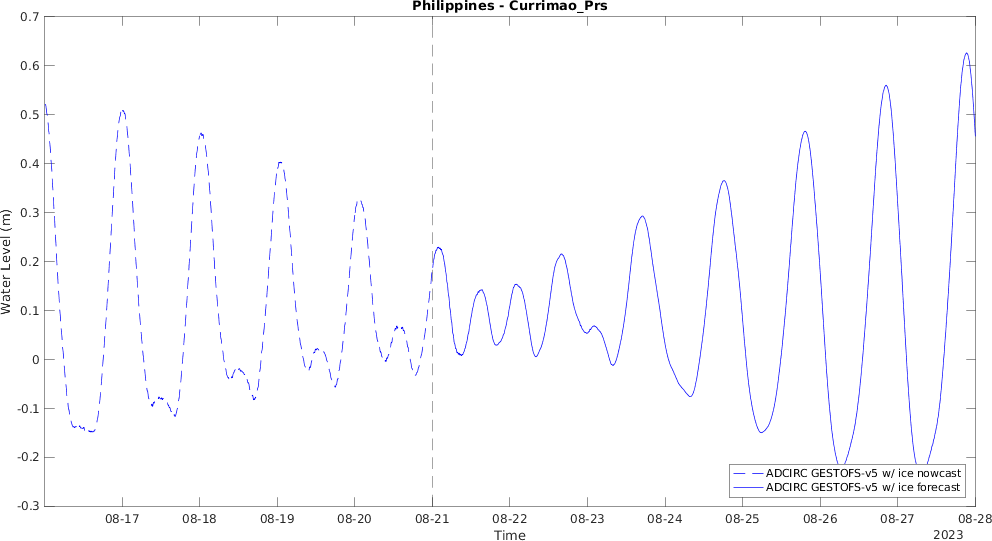 Philippines - Currimao_Prs
0.7
0.6
0.5
0.4
0.3
0.2
0.1
0
-0.1
-0.2
-0.3
Water Level (m)
ADCIRC GESTOFS-v5 w/ ice nowcast
ADCIRC GESTOFS-v5 w/ ice forecast
08-17 08-18 08-19 08-20 08-21 08-22 08-23 08-24 08-25 08-26 08-27 08-28
Time
2023